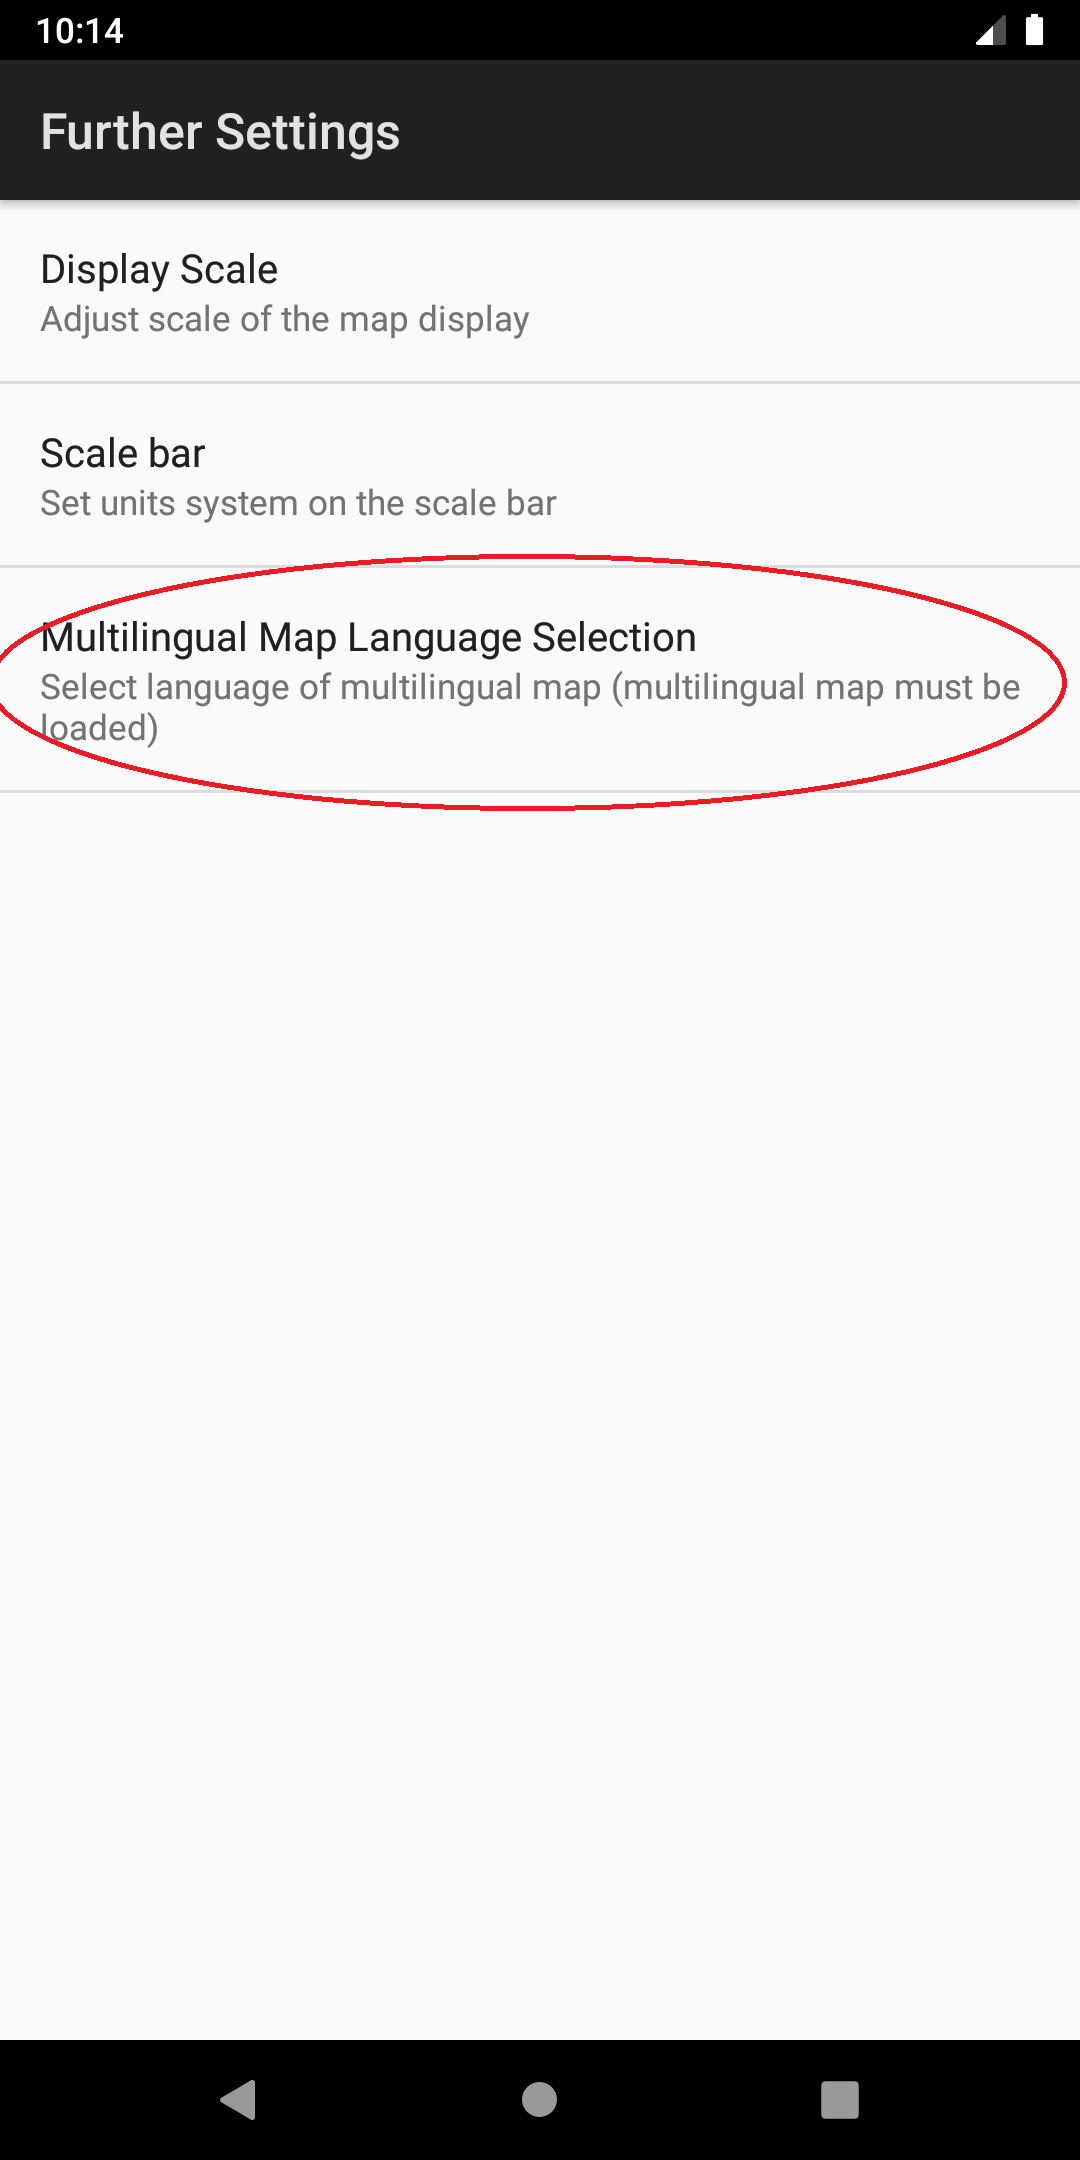 10:14
Further Settings
Display Scale
Adjust scale of the map display
Scale bar
Set units system on the scale bar
Multilingual Map Language Selection
Select language of multilingual map (multilingual map must be
loaded)